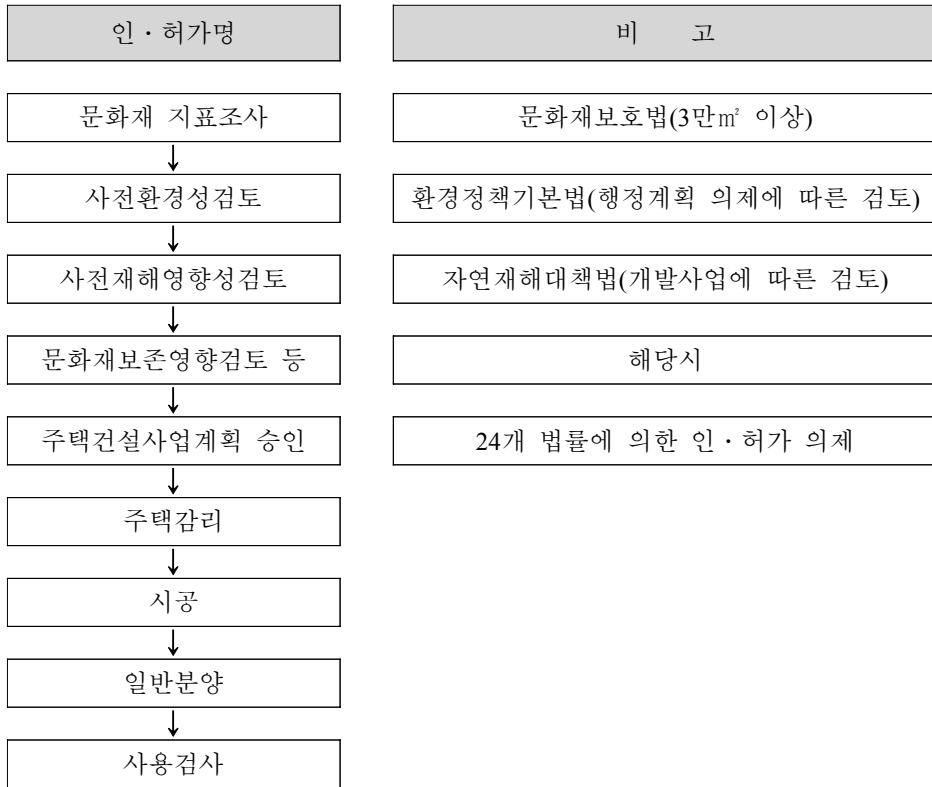 인・허가명 비 고
문화재 지표조사 문화재보호법(3만㎡ 이상)
사전환경성검토 환경정책기본법(행정계획 의제에 따른 검토)
사전재해영향성검토 자연재해대책법(개발사업에 따른 검토)
문화재보존영향검토 등 해당시
주택건설사업계획 승인 24개 법률에 의한 인・허가 의제
주택감리
시공
일반분양
사용검사